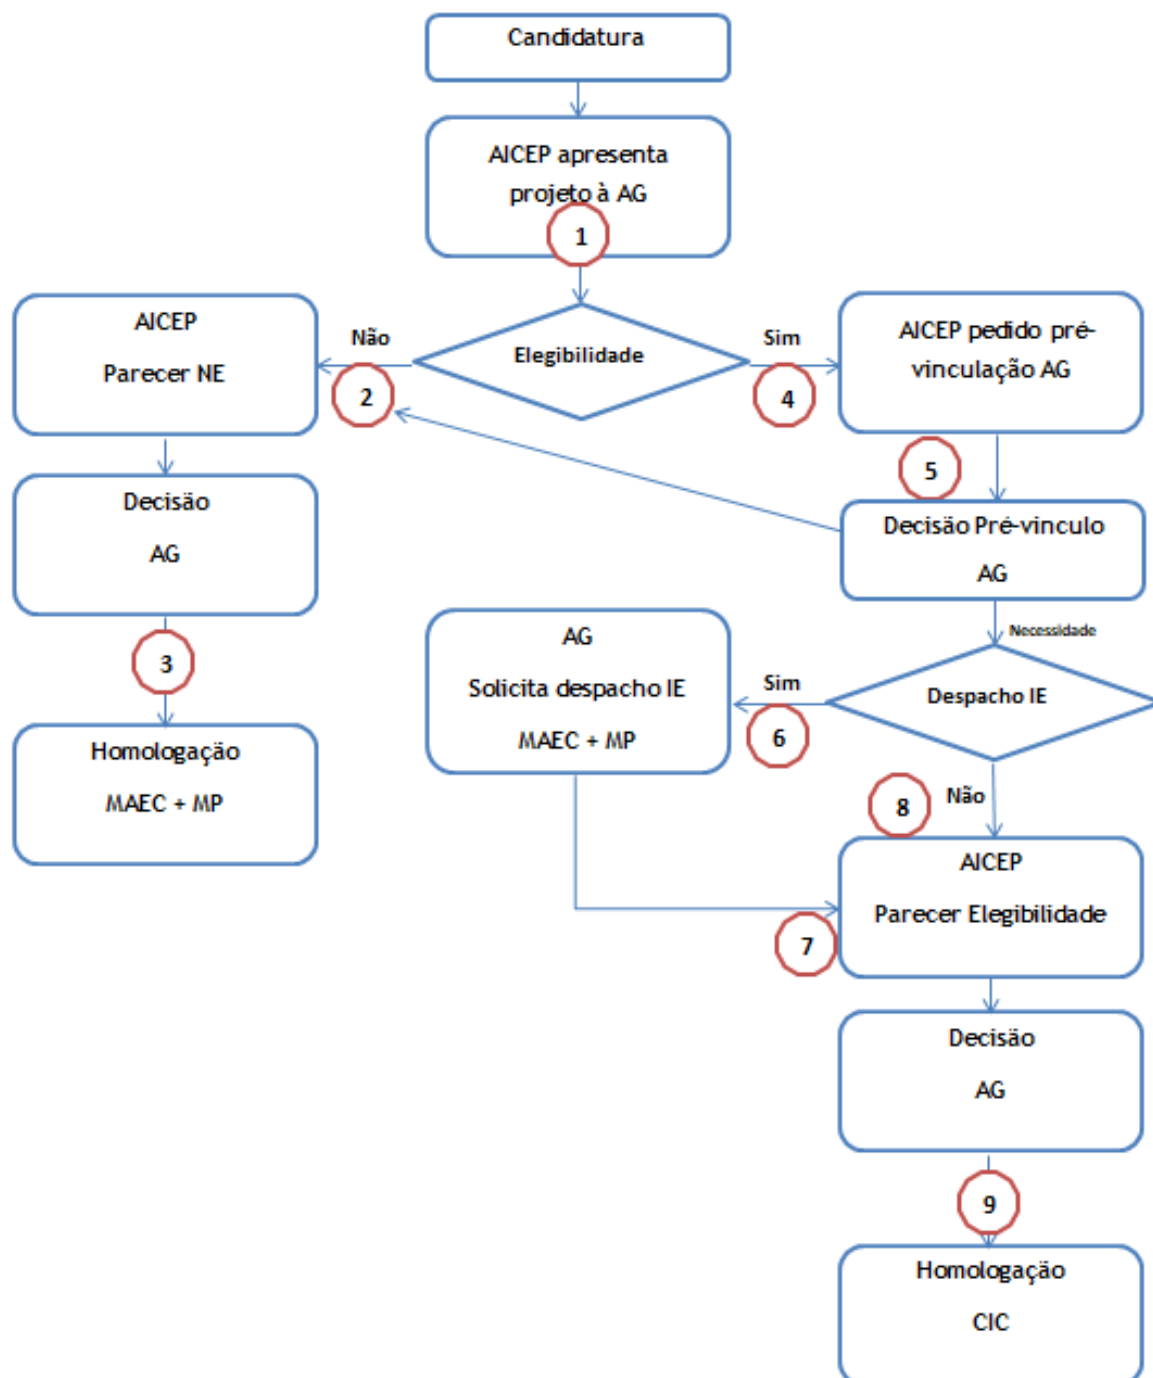 Candidatura
AICEP apresenta
projeto à AG
1
Elegibilidade
Não
2
AICEP
Parecer NE
Decisão
AG
3
Homologação
MAEC + MP
Sim
4
AICEP pedido pré-
vinculação AG
5
Decisão Pré-vinculo
AG
Necessidade
Despacho IE
Sim
6
AG
Solicita despacho IE
MAEC + MP
7
Não
8
AICEP
Parecer Elegibilidade
Decisão
AG
9
Homologação
CIC